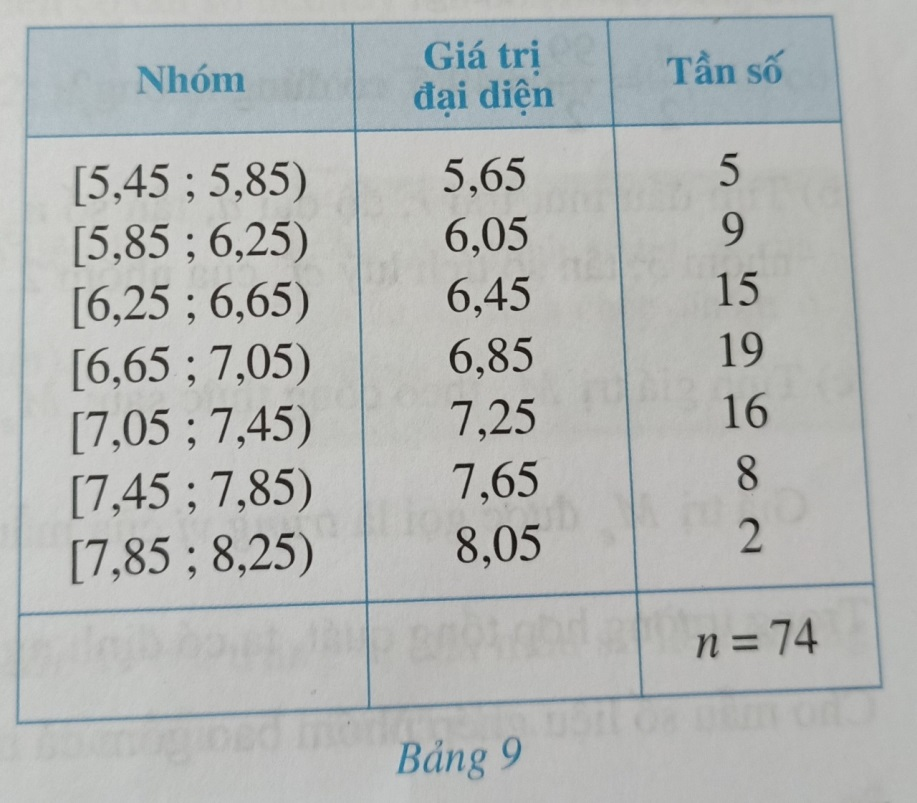 Nhóm Giá trị đại diện Tần số
[5,45 ; 5,85) 5,65 5
[5,85 ; 6,25) 6,05 9
[6,25 ; 6,65) 6,45 15
[6,65 ; 7,05) 6,85 19
[7,05 ; 7,45) 7,25 16
[7,45 ; 7,85) 7,65 8
[7,85 ; 8,25) 8,05 2
n = 74
Bảng 9